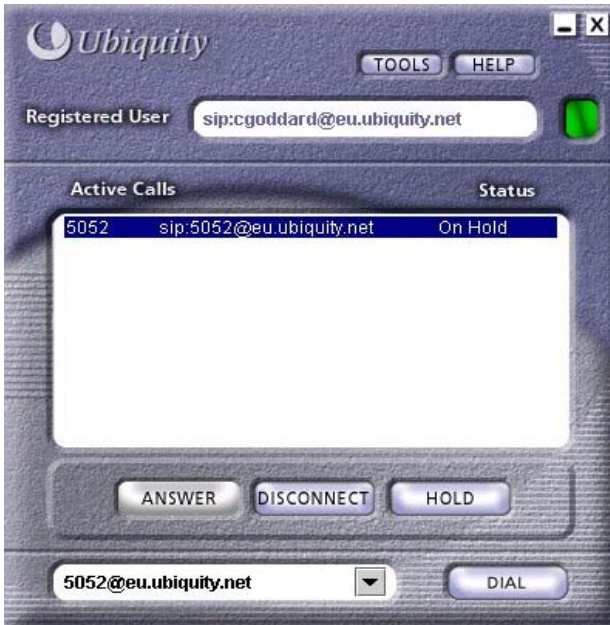 Ubiquity
TOOLS HELP
Registered User sip:cgoddard@eu.ubiquity.net
Active Calls Status
5052 sip:5052@eu.ubiquity.net On Hold
ANSWER DISCONNECT HOLD
5052@eu.ubiquity.net DIAL